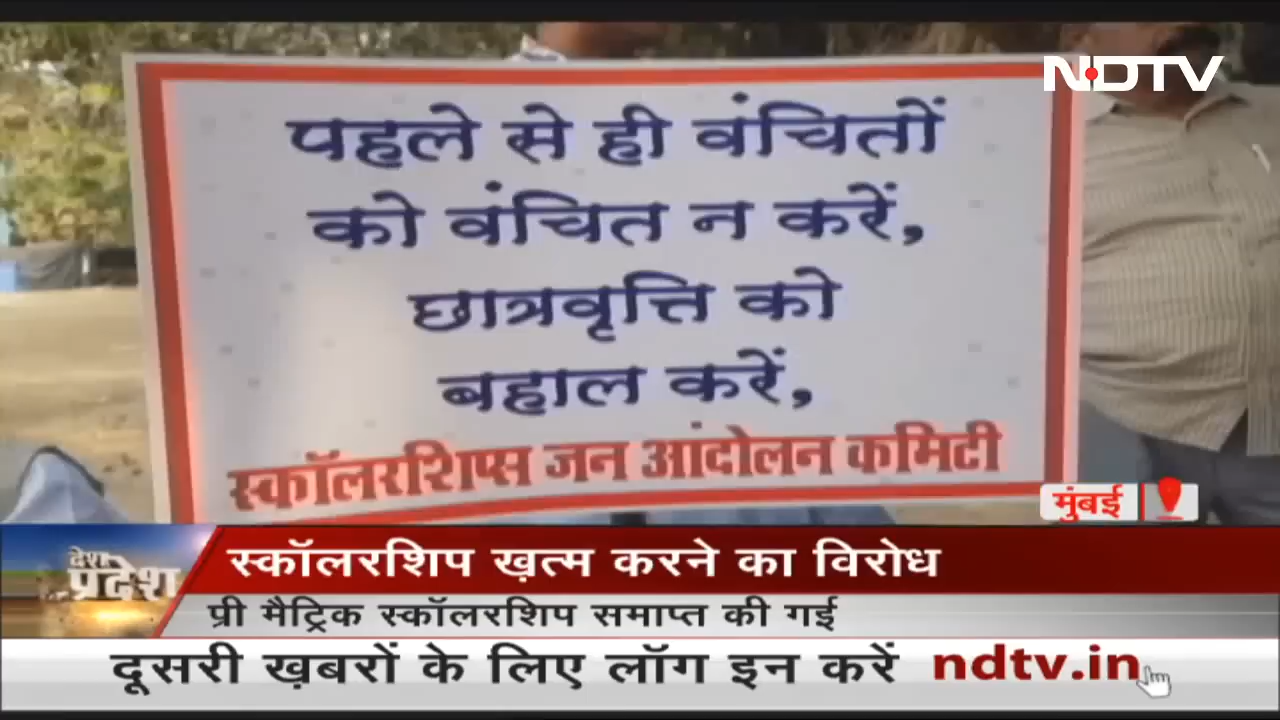 NDTV
पहले से ही वंचितों
को वंचित न करें,
छात्रवृत्ति को
बहाल करें,
स्कॉलरशिप्स जन आंदोलन कमिटी
मुंबई
देश
प्रदेश
स्कॉलरशिप ख़त्म करने का विरोध
प्री मैट्रिक स्कॉलरशिप समाप्त की गई
दूसरी ख़बरों के लिए लॉग इन करें ndtv.in